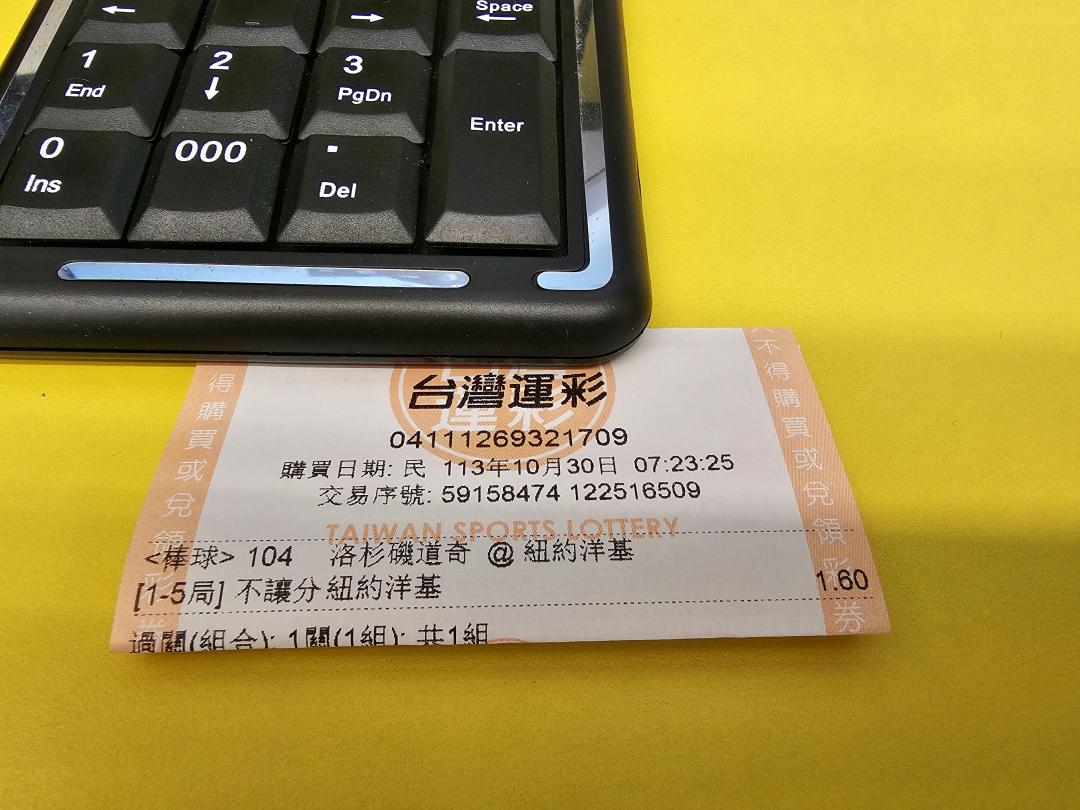 ←
→
Space
←
1
End
2
↓
3
PgDn
Enter
0
Ins
000
.
Del
台灣運彩
04111269321709
購買日期: 民 113年10月30日 07:23:25
交易序號: 59158474 122516509
TAIWAN SPORTS LOTTERY
<棒球> 104 洛杉磯道奇 @ 紐約洋基
[1-5局] 不讓分 紐約洋基 1.60
過關(組合): 1關(1組): 共1組
得購買或兌領彩券
不得購買或兌領彩券